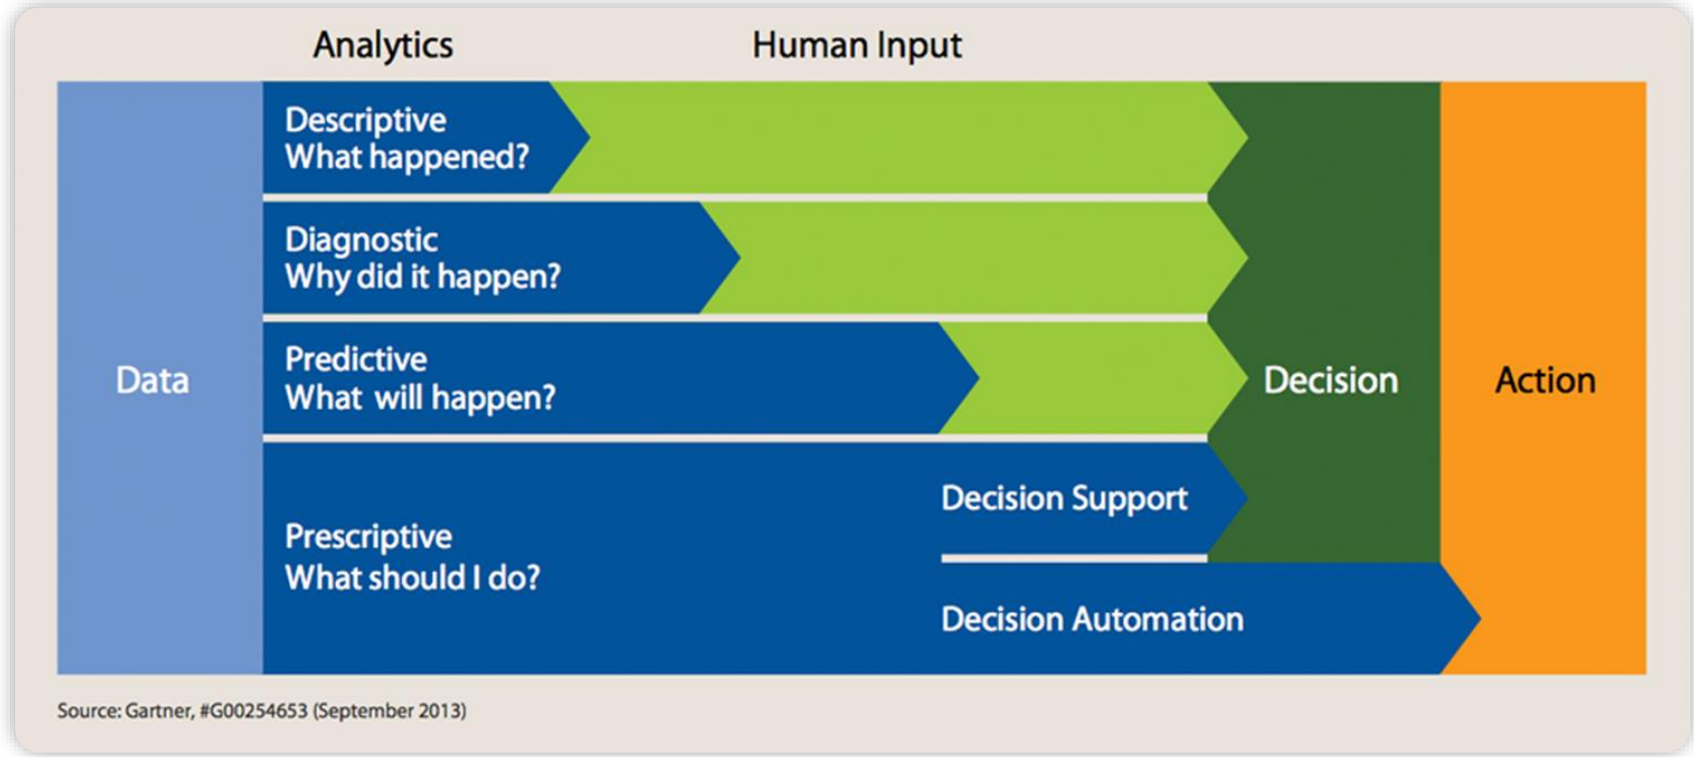 Analytics
Human Input
Descriptive
What happened?
Diagnostic
Why did it happen?
Predictive
What will happen?
Data
Decision
Action
Decision Support
Prescriptive
What should I do?
Decision Automation
Source: Gartner, #G00254653 (September 2013)